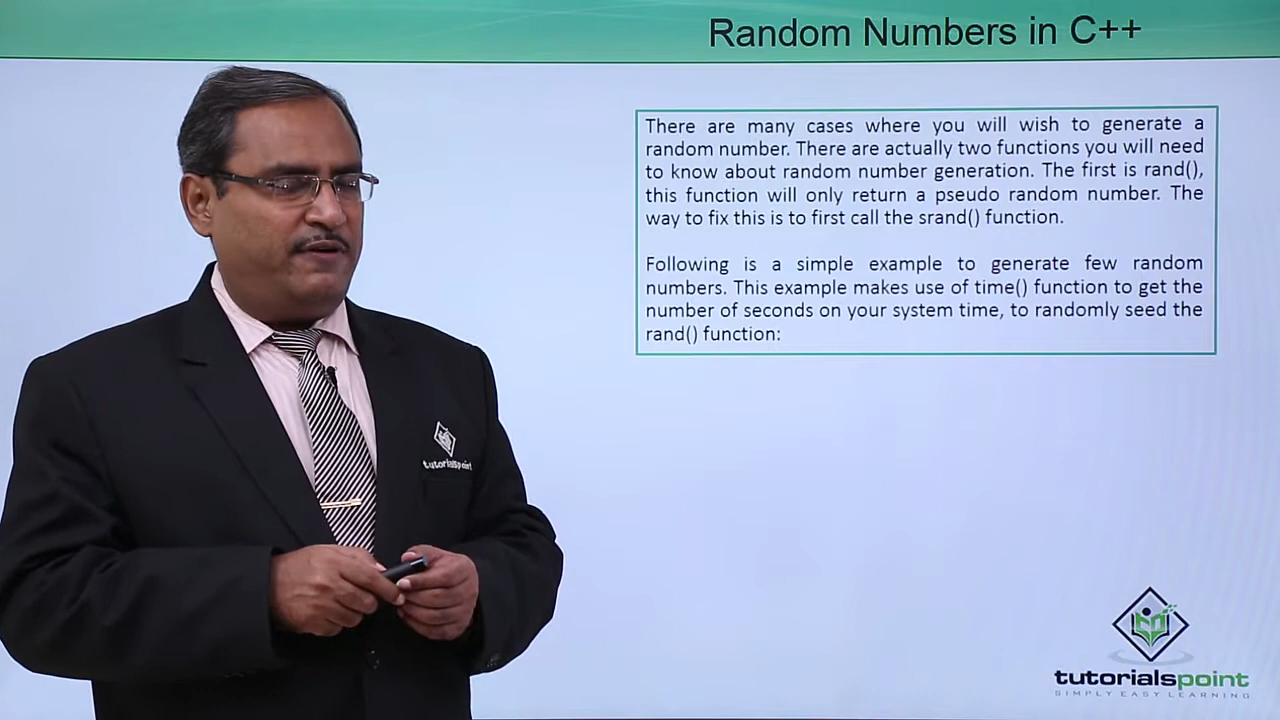 Random Numbers in C++
There are many cases where you will wish to generate a
random number. There are actually two functions you will need
to know about random number generation. The first is rand(),
this function will only return a pseudo random number. The
way to fix this is to first call the srand() function.
Following is a simple example to generate few random
numbers. This example makes use of time() function to get the
number of seconds on your system time, to randomly seed the
rand() function:
tutorialspoint
tutorialspoint
SIMPLY EASY LEARNING